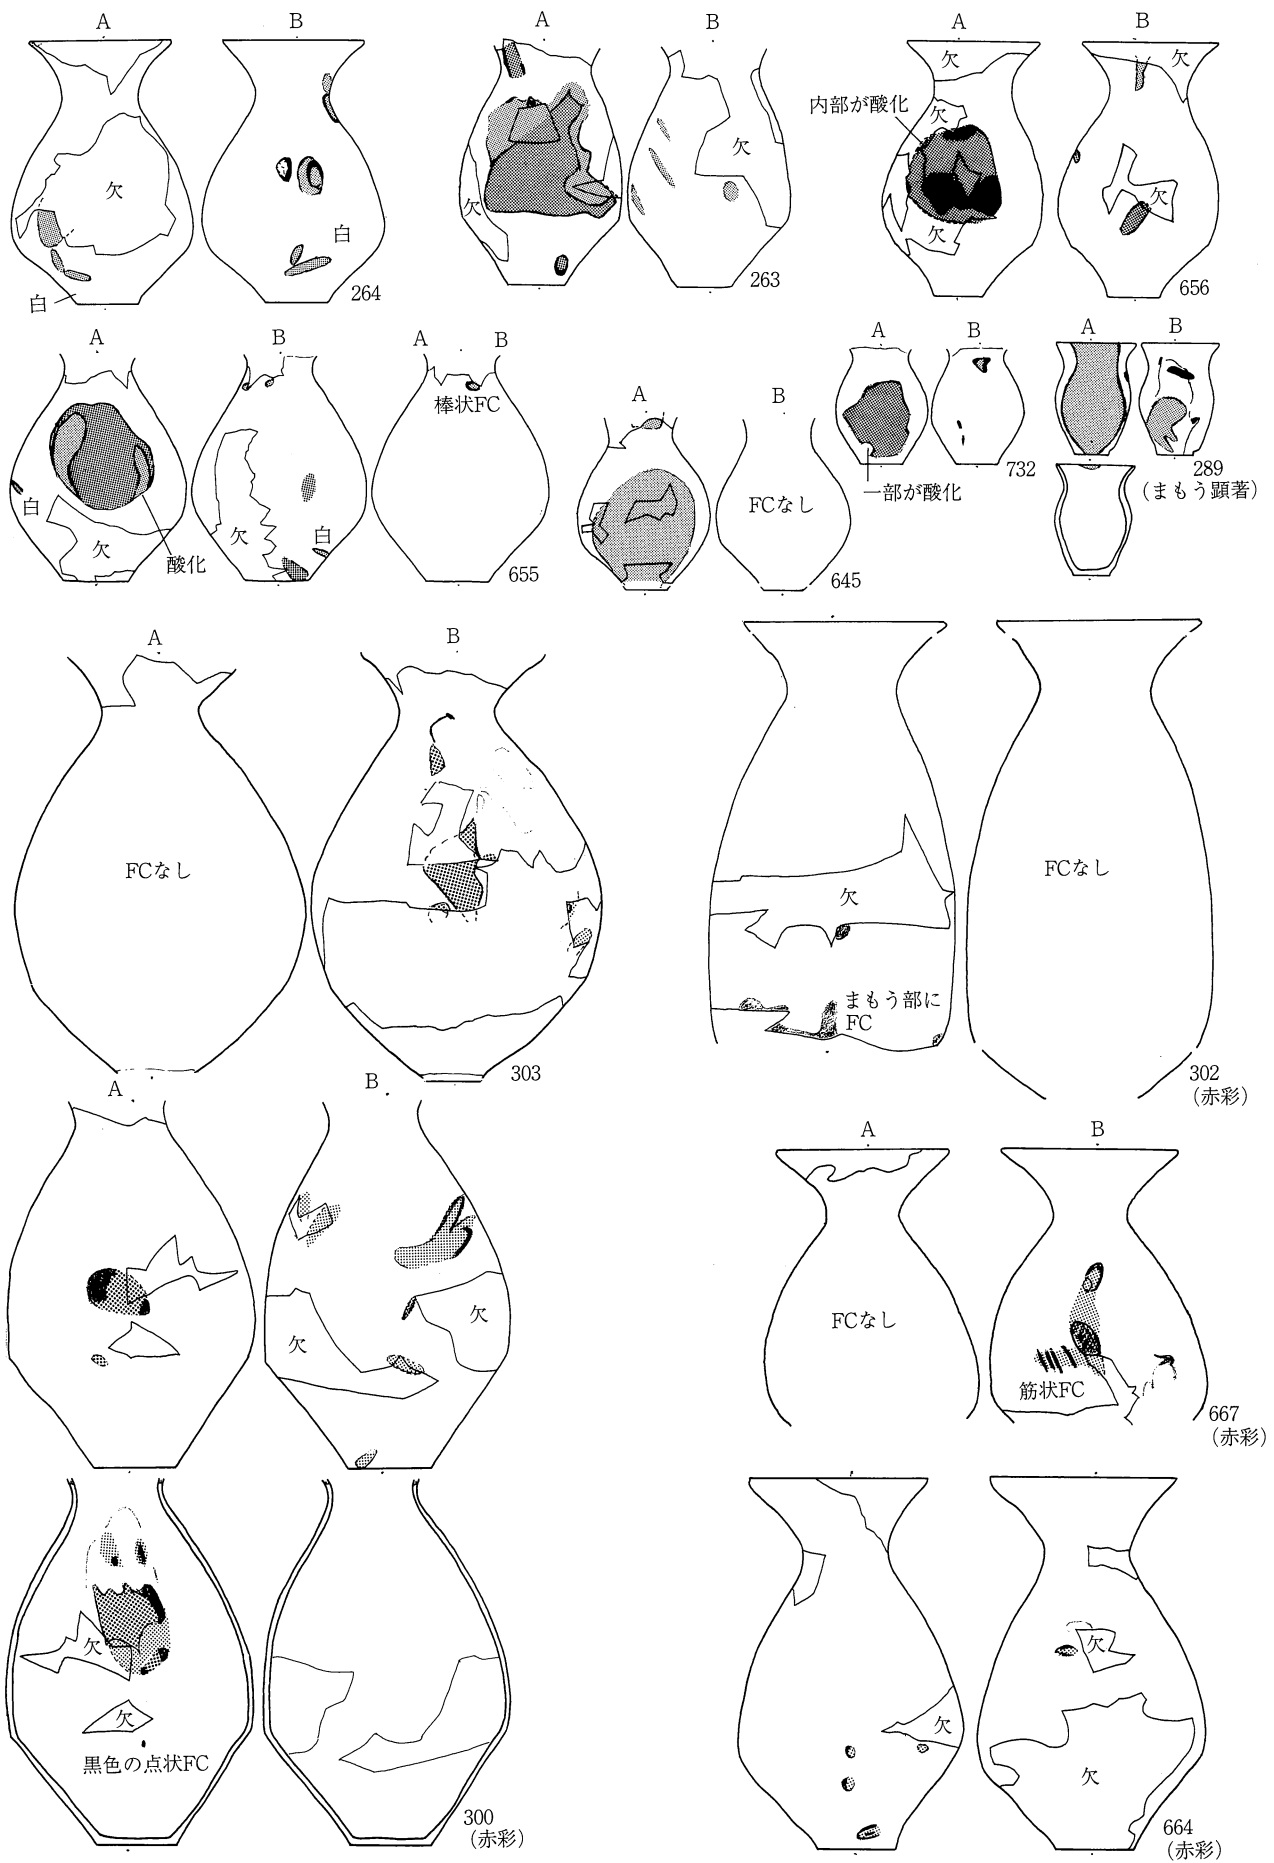 A
B
欠
白
白
264
A
B
欠
欠
263
A
B
欠
内部が酸化
欠
欠
欠
欠
656
A
B
白
欠
酸化
欠
白
A
B
棒状FC
655
A
B
FCなし
645
A
B
一部が酸化
732
A
B
289
(まもう顕著)
A
B
FCなし
303
欠
まもう部に
FC
FCなし
302
(赤彩)
A
B
欠
欠
欠
欠
黒色の点状FC
300
(赤彩)
A
B
FCなし
筋状FC
667
(赤彩)
欠
欠
欠
664
(赤彩)